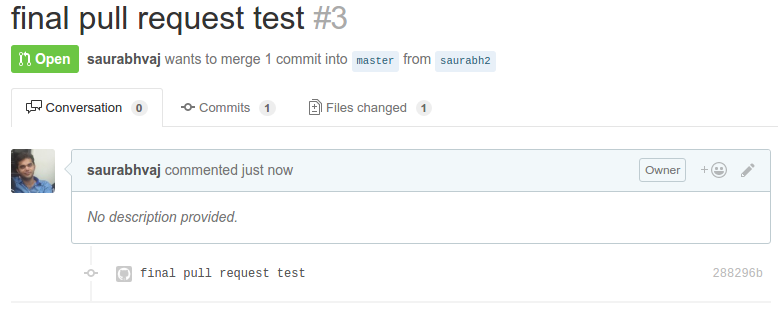 final pull request test #3
Open saurabhvaj wants to merge 1 commit into master from saurabh2
Conversation 0 Commits 1 Files changed 1
saurabhvaj commented just now Owner +
No description provided.
final pull request test 288296b